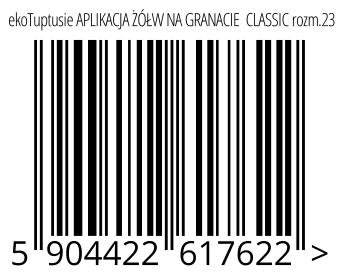 ekoTuptusie APLIKACJA ŻÓŁW NA GRANACIE  CLASSIC rozm.23
5 904422 617622 >